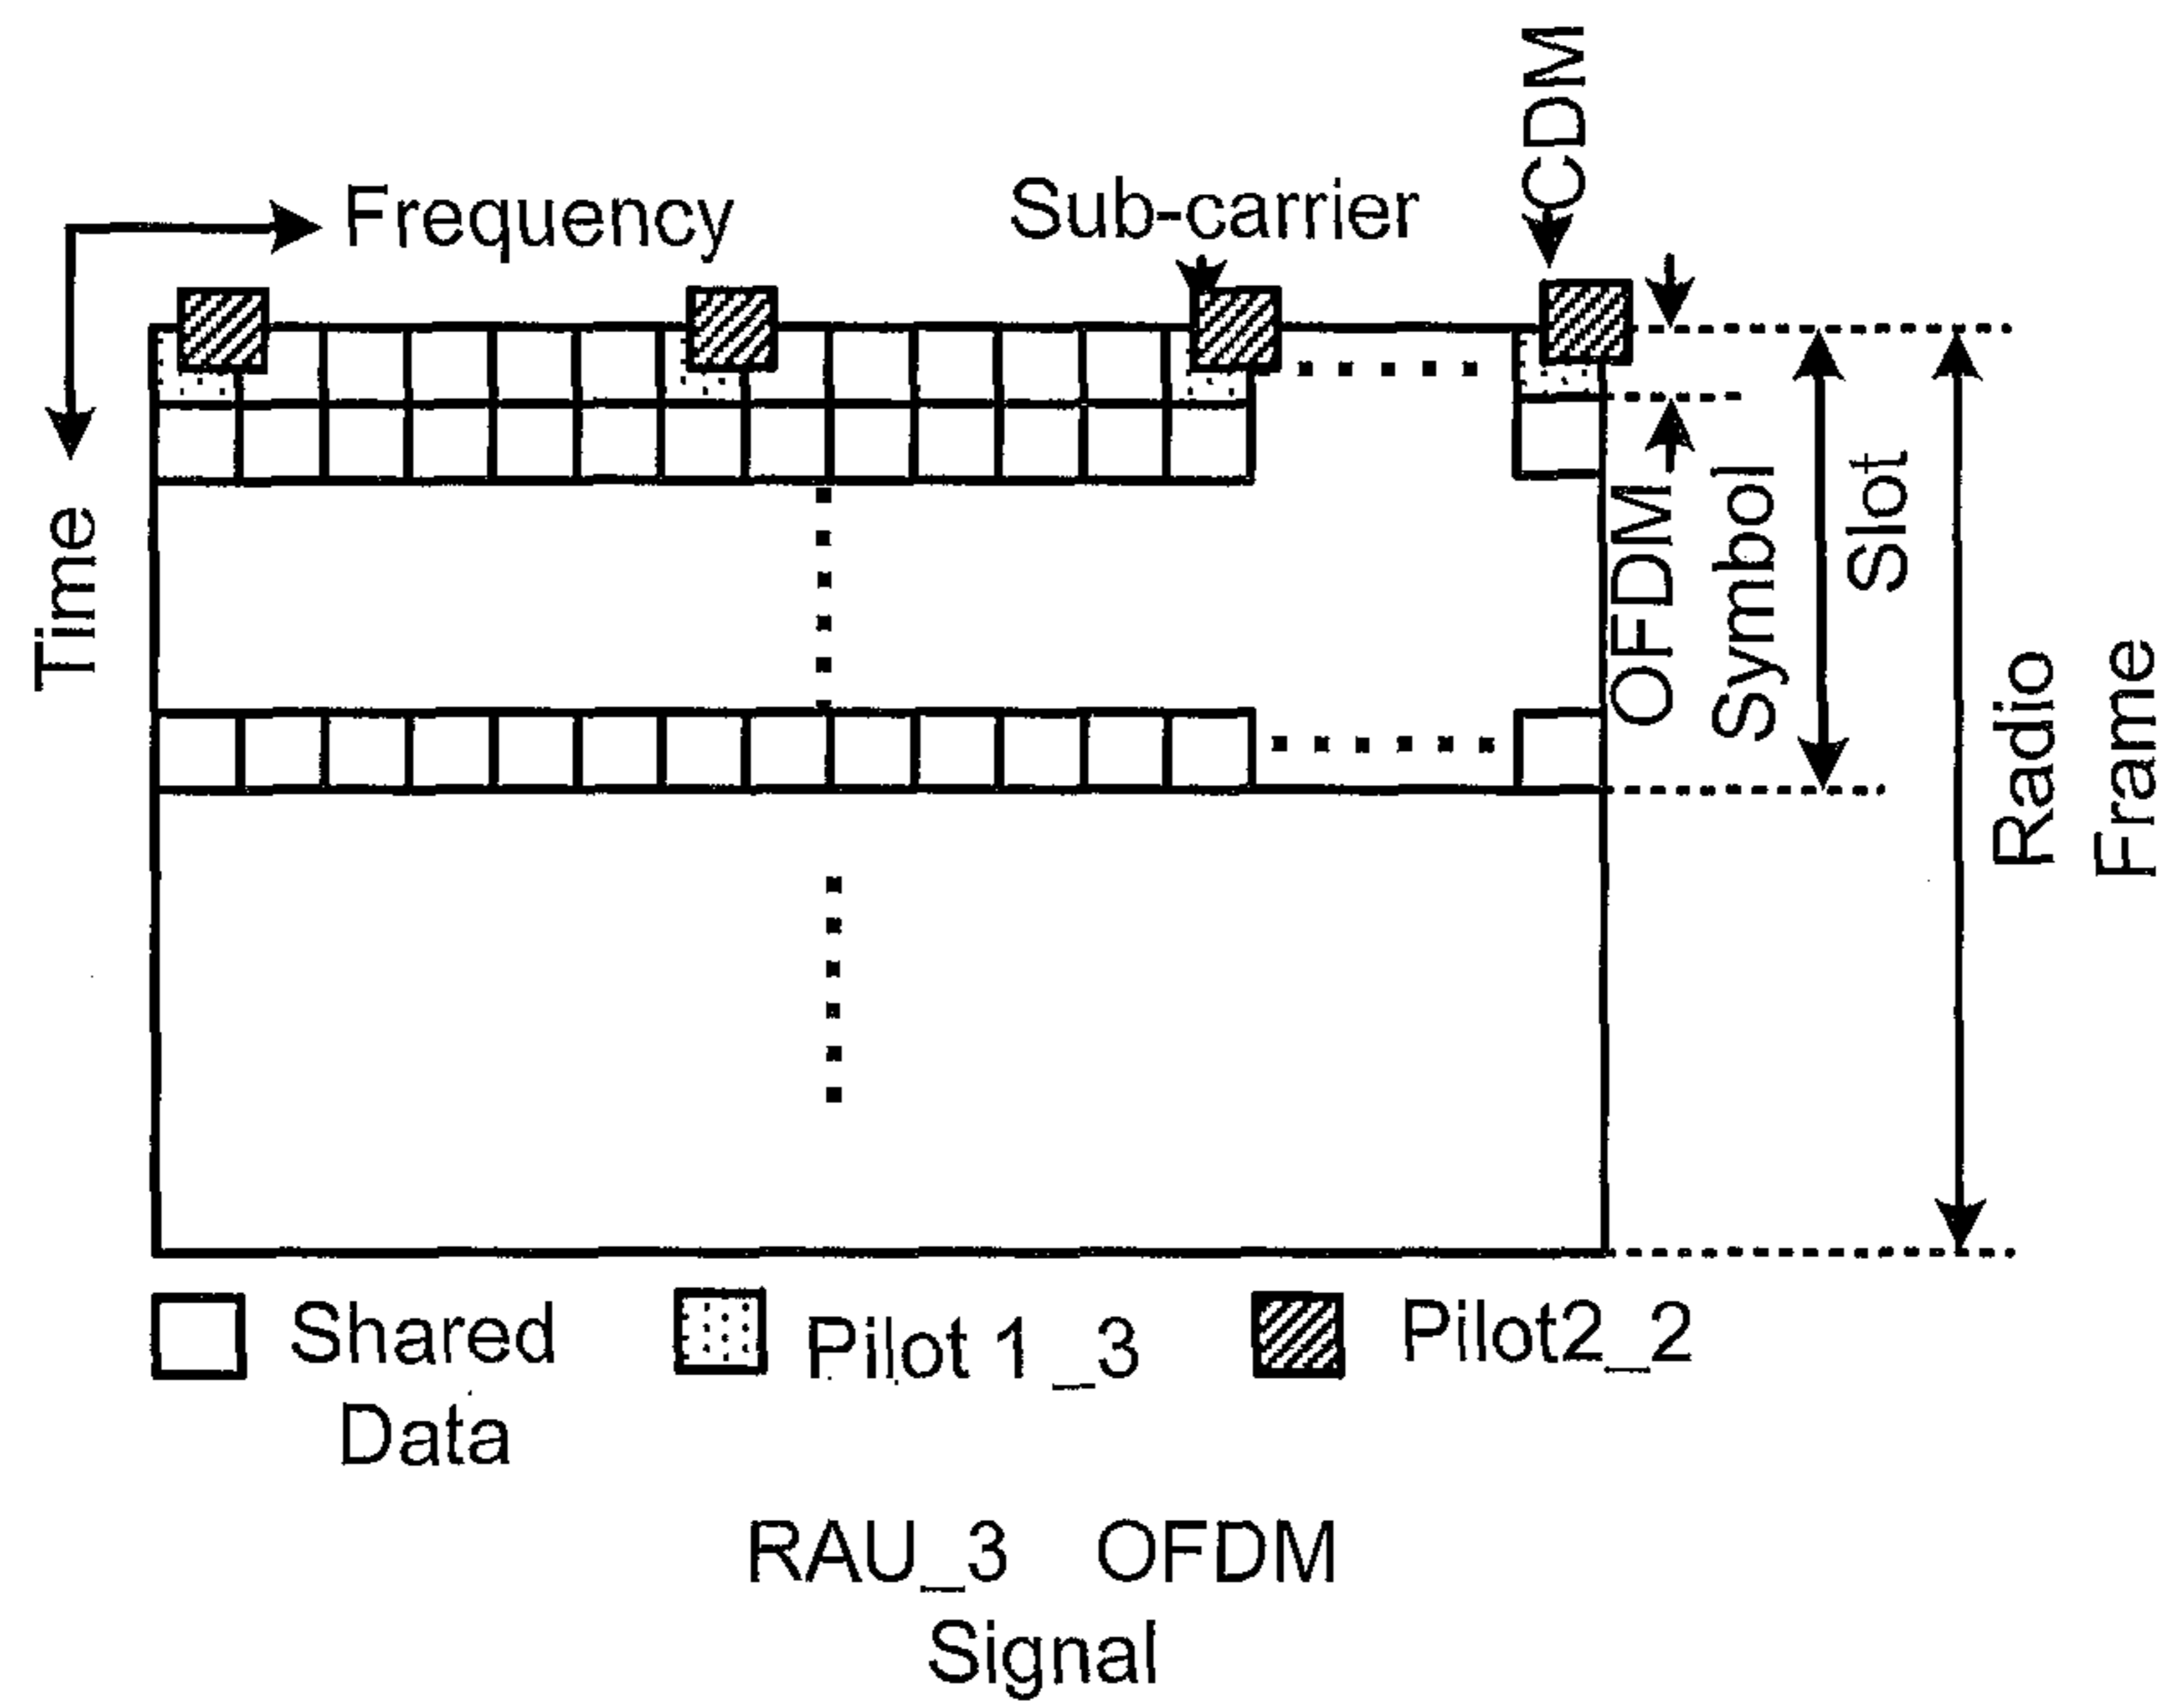 CDM
Frequency
Sub-carrier
Time
OFDM
Symbol
Slot
Radio
Frame
Shared
Data
Pilot 1_3
Pilot2_2
RAU_3 OFDM
Signal